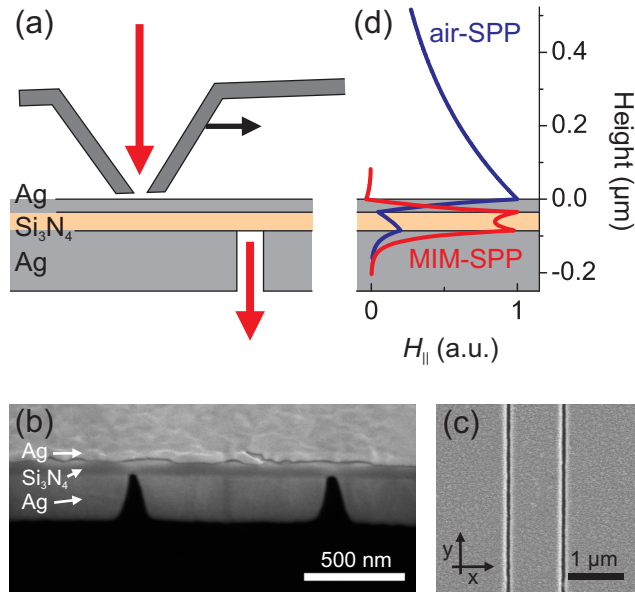 (a)
Ag
Si₃N₄
Ag
(d)
air-SPP
MIM-SPP
0.4
0.2
0.0
-0.2
Height (µm)
0
1
H|| (a.u.)
(b)
Ag
Si₃N₄
Ag
500 nm
(c)
y
x
1 µm